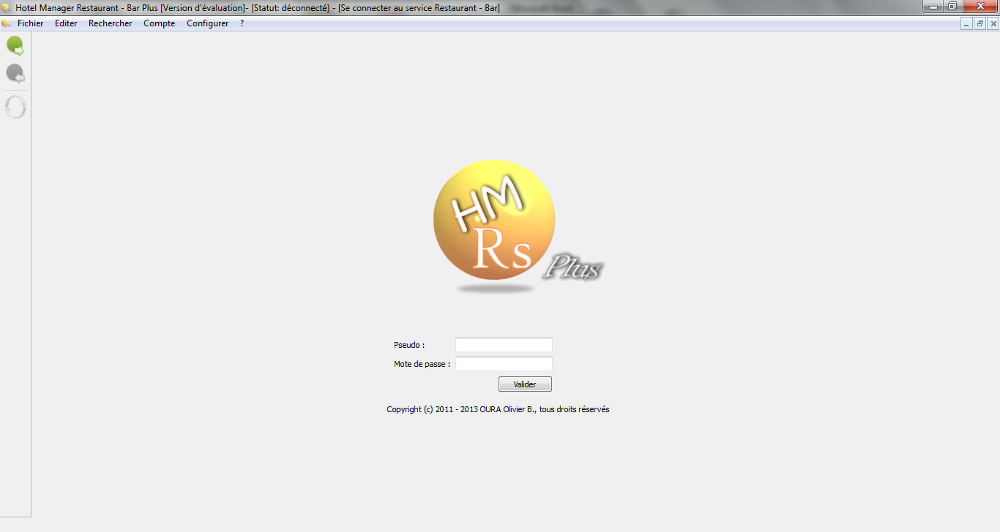 Hotel Manager Restaurant - Bar Plus [Version d'évaluation]- [Statut: déconnecté] - [Se connecter au service Restaurant - Bar]
Fichier Editer Rechercher Compte Configurer ?
HM
Rs
Plus
Pseudo :
Mote de passe :
Valider
Copyright (c) 2011 - 2013 OURA Olivier B., tous droits réservés